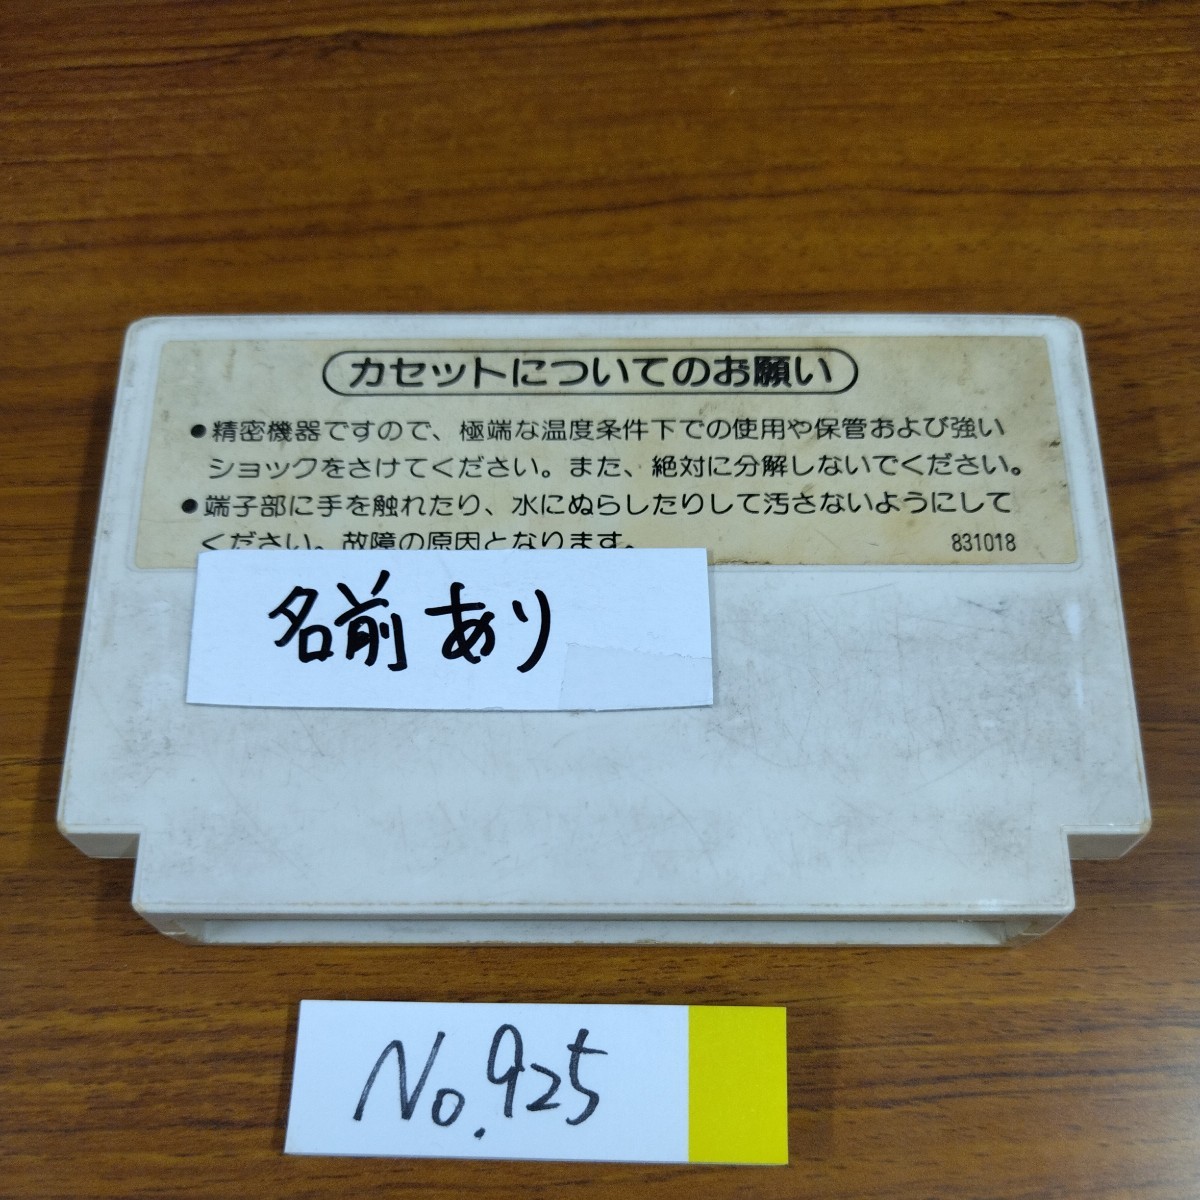 カセットについてのお願い
●精密機器ですので、極端な温度条件下での使用や保管および強い
ショックをさけてください。また、絶対に分解しないでください。
●端子部に手を触れたり、水にぬらしたりして汚さないようにして
ください。故障の原因となります。
831018
名前あり
No.925